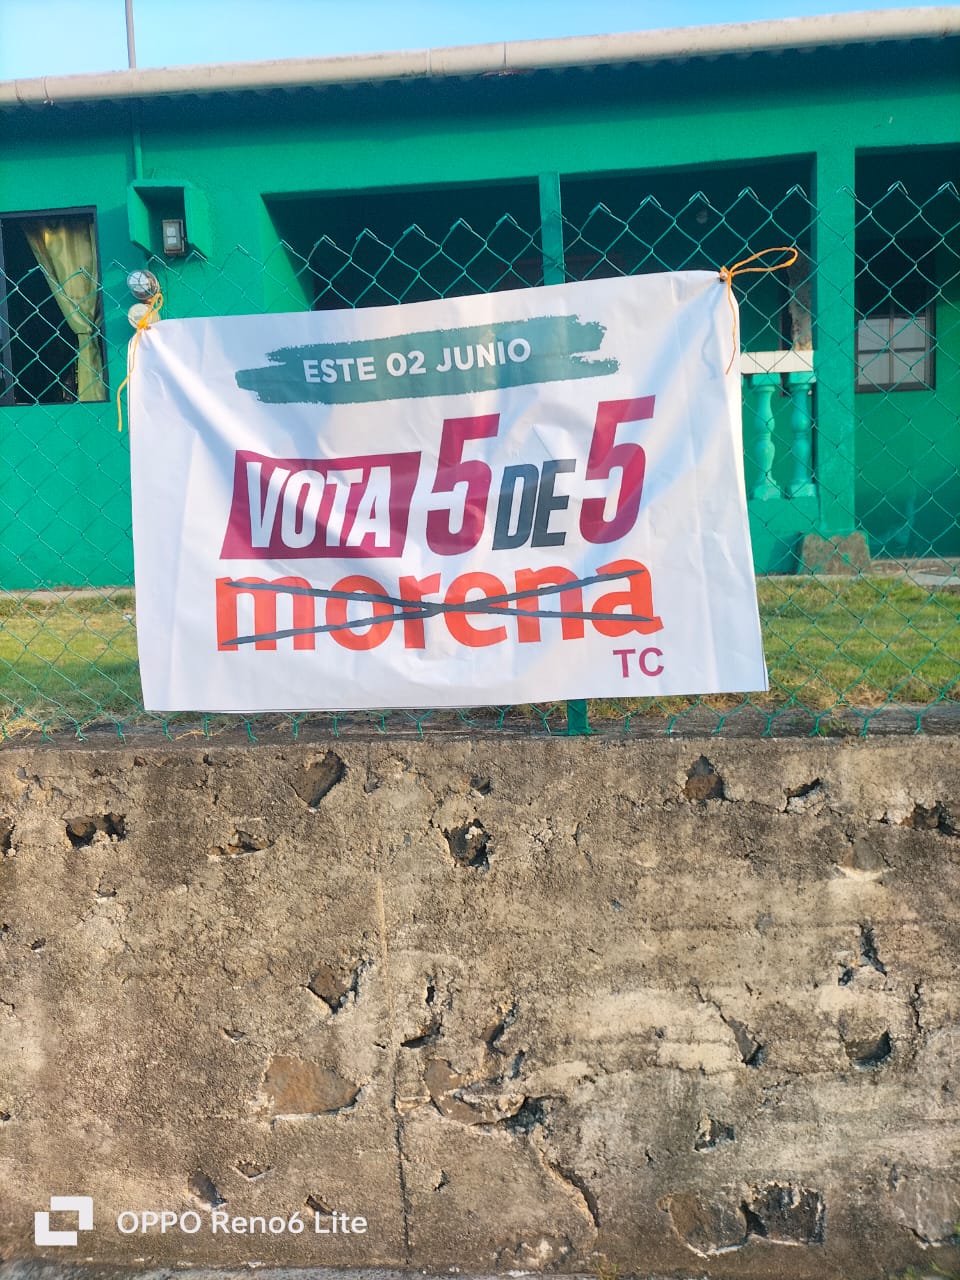 ESTE 02 JUNIO
VOTA 5 DE 5
morena
TC
OPPO Reno6 Lite